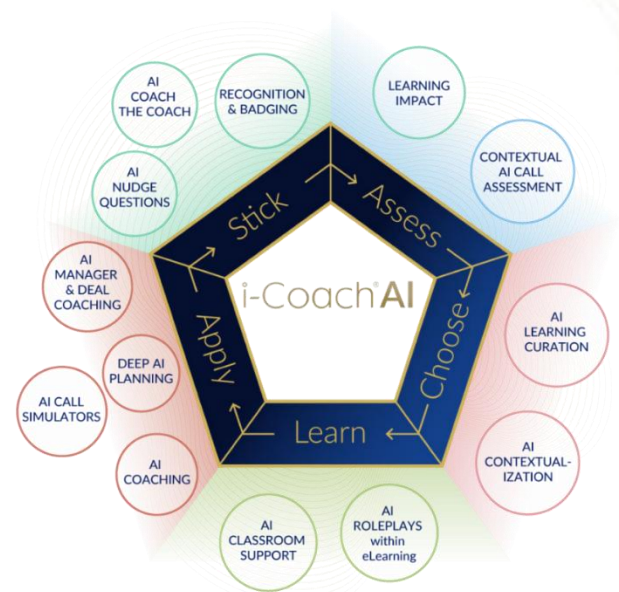 AI
COACH
THE COACH
RECOGNITION
& BADGING
LEARNING
IMPACT
CONTEXTUAL
AI CALL
ASSESSMENT
AI
NUDGE
QUESTIONS
Stick
Assess
AI
MANAGER
& DEAL
COACHING
i-Coach® AI
AI
LEARNING
CURATION
Apply
Choose
DEEP AI
PLANNING
AI CALL
SIMULATORS
Learn
AI
COACHING
AI
CONTEXTUAL-
IZATION
AI
CLASSROOM
SUPPORT
AI
ROLEPLAYS
within
eLearning